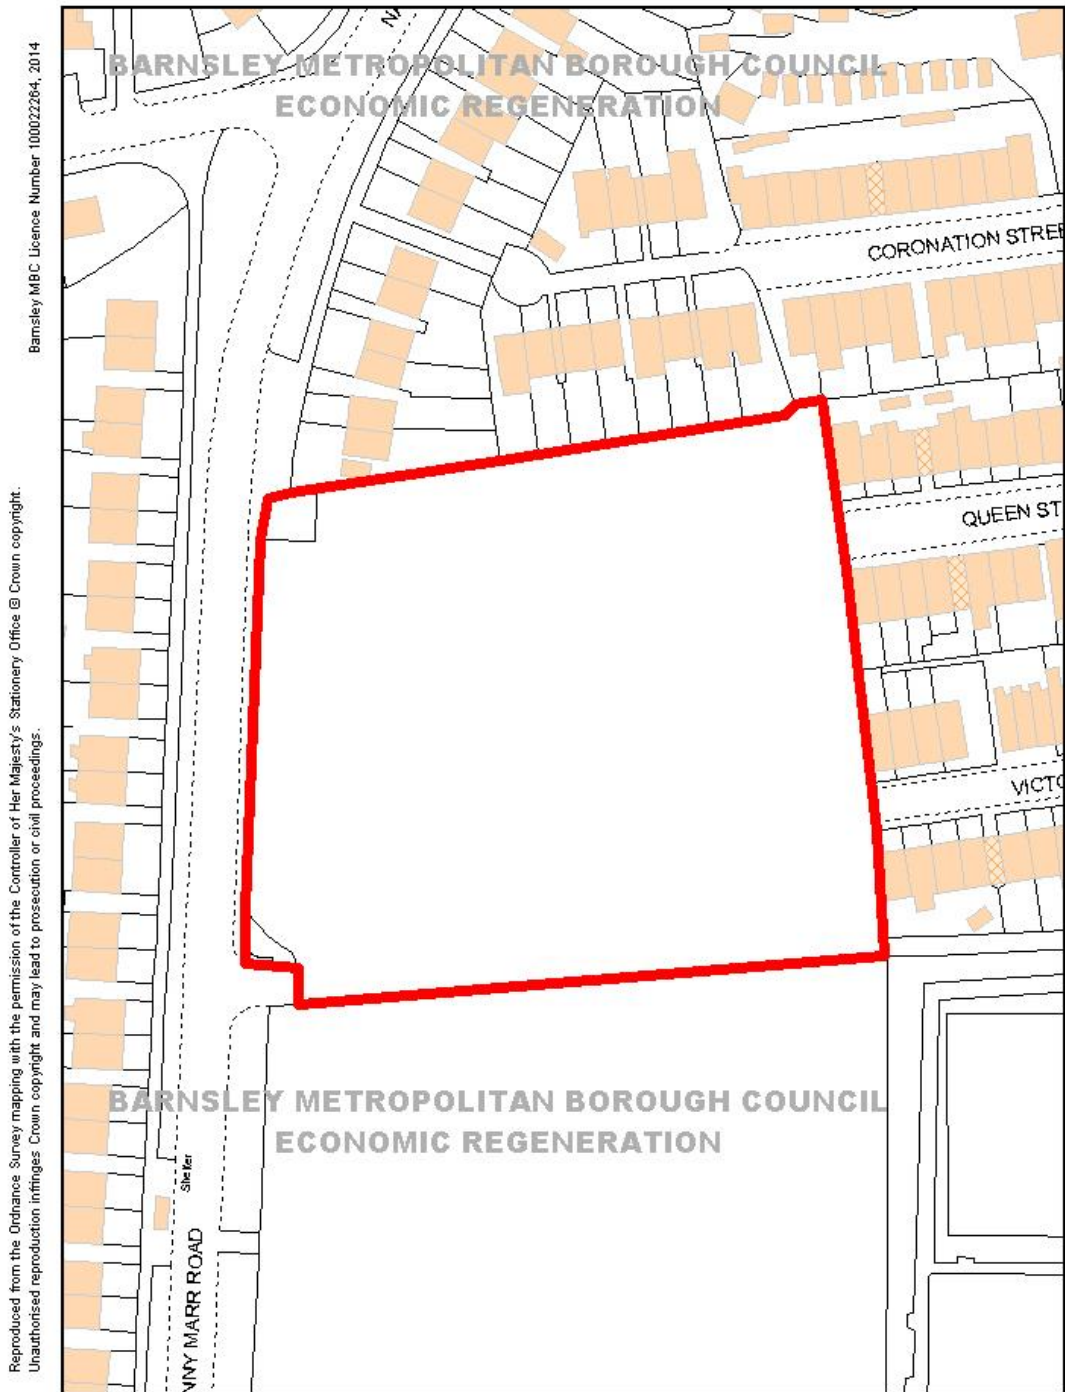 NA
BARNSLEY METROPOLITAN BOROUGH COUNCIL
ECONOMIC REGENERATION
CORONATION STREE
QUEEN ST
VICTO
BARNSLEY METROPOLITAN BOROUGH COUNCIL
ECONOMIC REGENERATION
Shelter
NNY MARR ROAD
Barnsley MBC Licence Number 100022264, 2014
Reproduced from the Ordnance Survey mapping with the permission of the Controller of Her Majesty's Stationery Office © Crown copyright.
Unauthorised reproduction infringes Crown copyright and may lead to prosecution or civil proceedings.